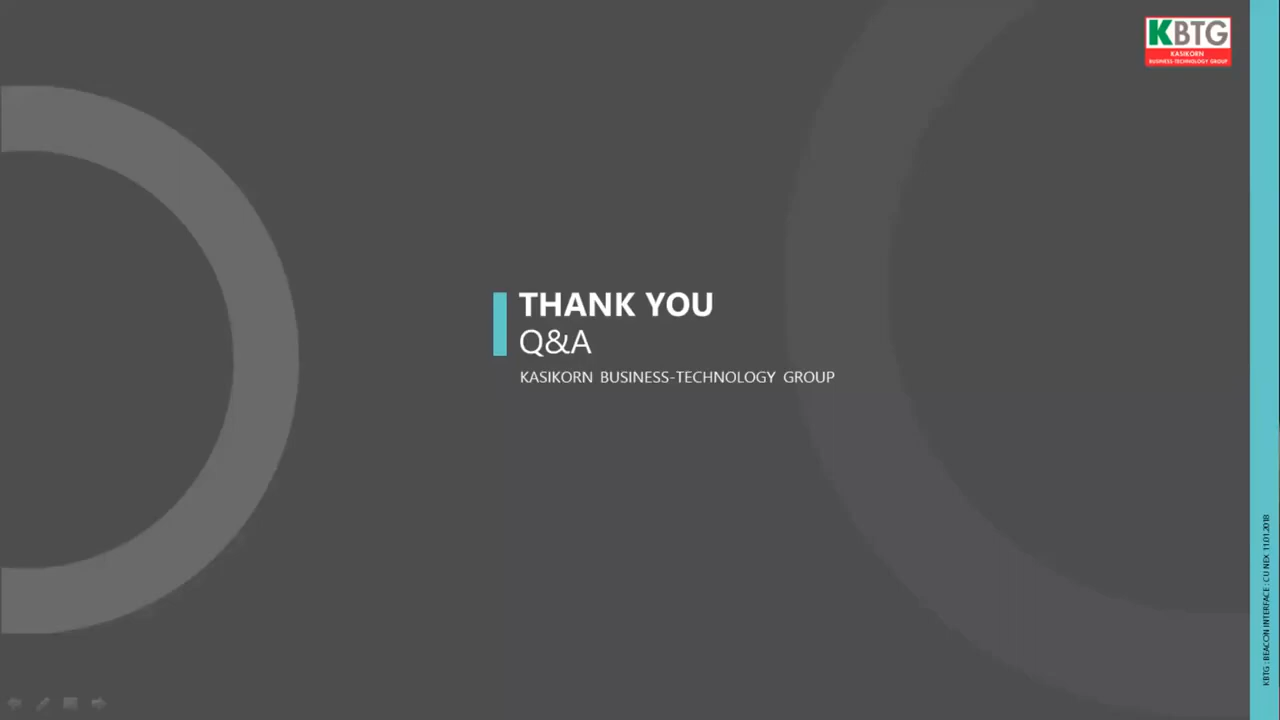 KBTG
KASIKORN
BUSINESS-TECHNOLOGY GROUP
THANK YOU
Q&A
KASIKORN BUSINESS-TECHNOLOGY GROUP
KBTG : BEACON INTERFACE : CU NEX 11.01.2018